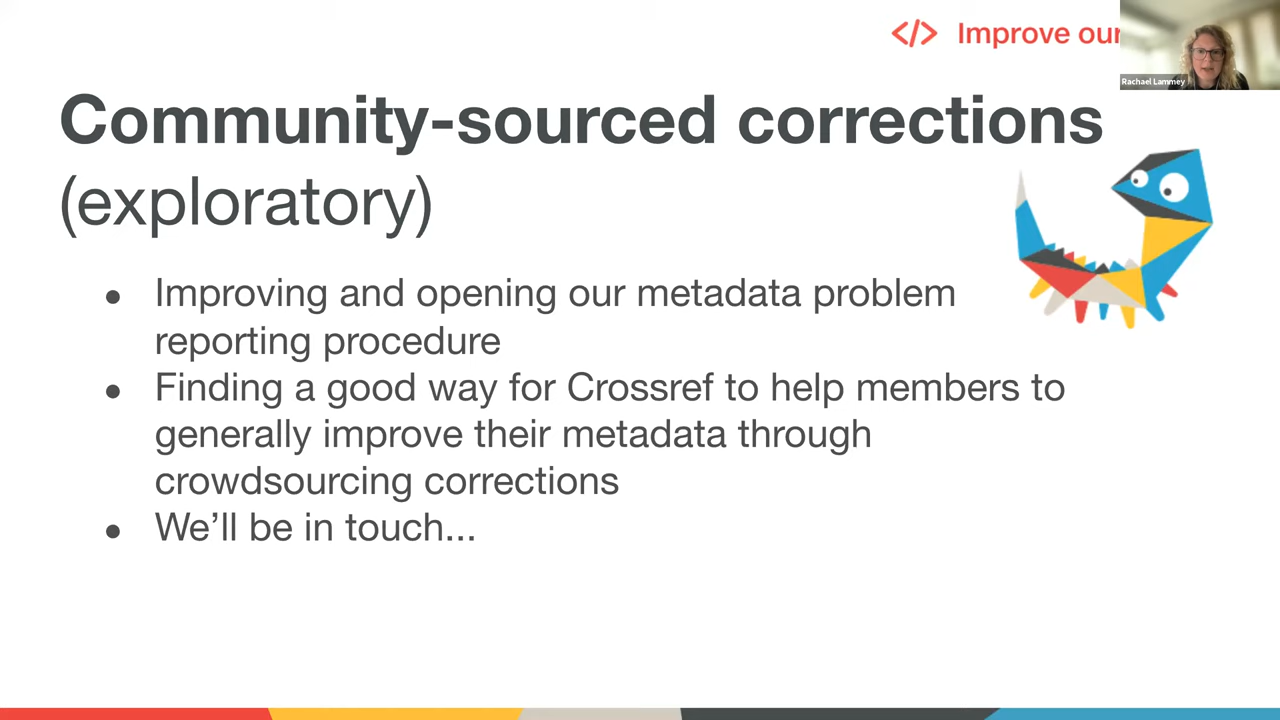 </> Improve our
Rachael Lammey
Community-sourced corrections
(exploratory)
● Improving and opening our metadata problem
reporting procedure
● Finding a good way for Crossref to help members to
generally improve their metadata through
crowdsourcing corrections
● We'll be in touch...